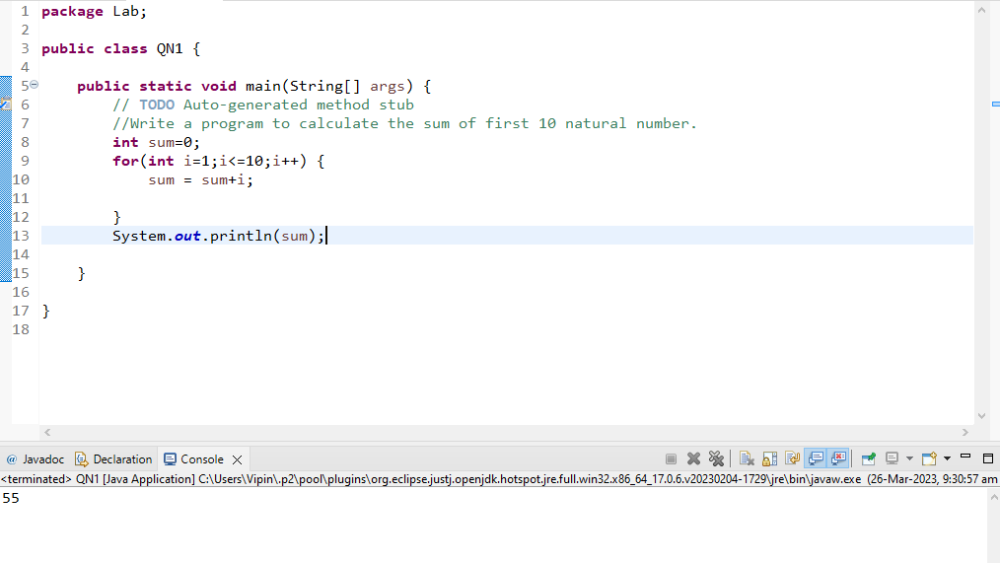 1 package Lab;
2
3 public class QN1 {
4
5 public static void main(String[] args) {
6 // TODO Auto-generated method stub
7 //Write a program to calculate the sum of first 10 natural number.
8 int sum=0;
9 for(int i=1;i<=10;i++) {
10 sum = sum+i;
11
12 }
13 System.out.println(sum);
14
15 }
16
17 }
18
@ Javadoc Declaration Console
<terminated> QN1 [Java Application] C:\Users\Vipin\.p2\pool\plugins\org.eclipse.justj.openjdk.hotspot.jre.full.win32.x86_64_17.0.6.v20230204-1729\jre\bin\javaw.exe (26-Mar-2023, 9:30:57 am
55